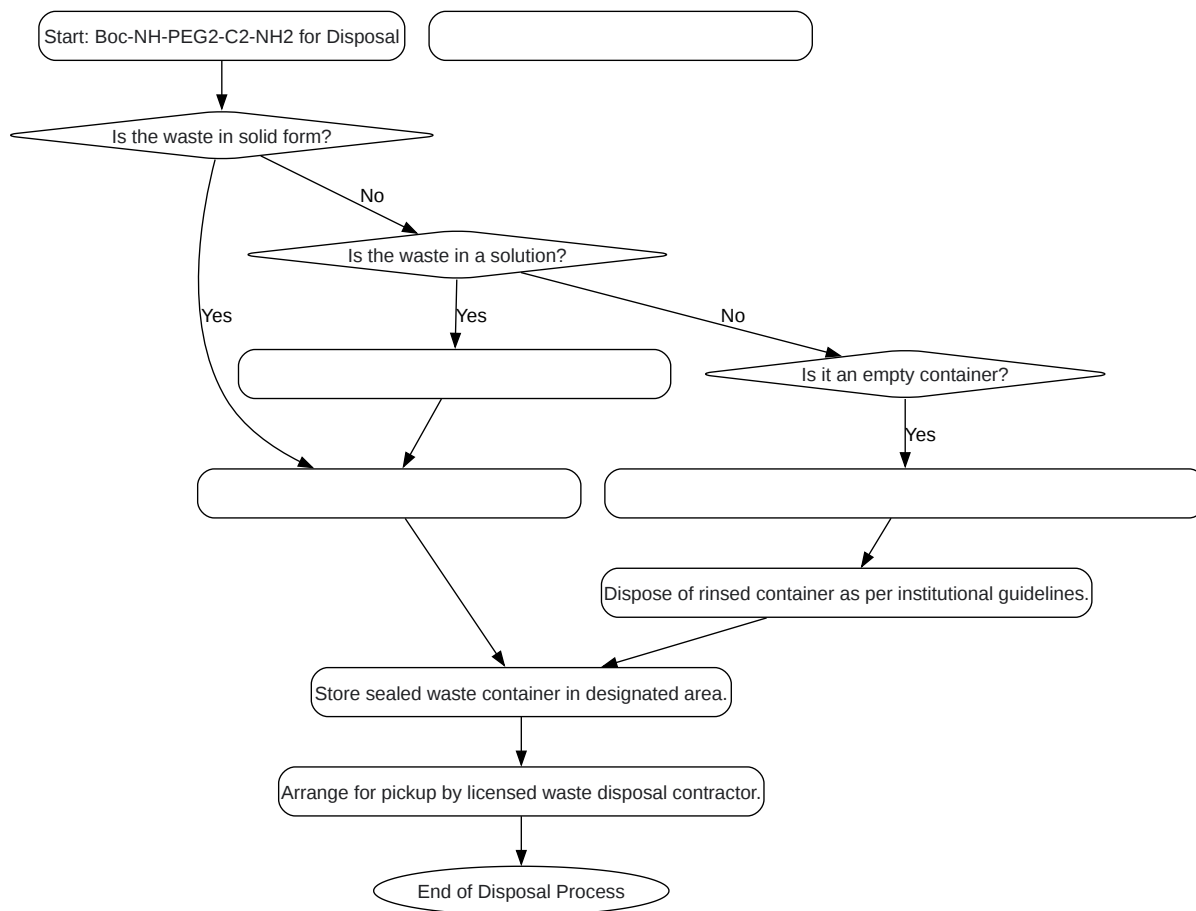 Start: Boc-NH-PEG2-C2-NH2 for Disposal
Is the waste in solid form?
No
Is the waste in a solution?
Yes
Yes
No
Is it an empty container?
Yes
Dispose of rinsed container as per institutional guidelines.
Store sealed waste container in designated area.
Arrange for pickup by licensed waste disposal contractor.
End of Disposal Process